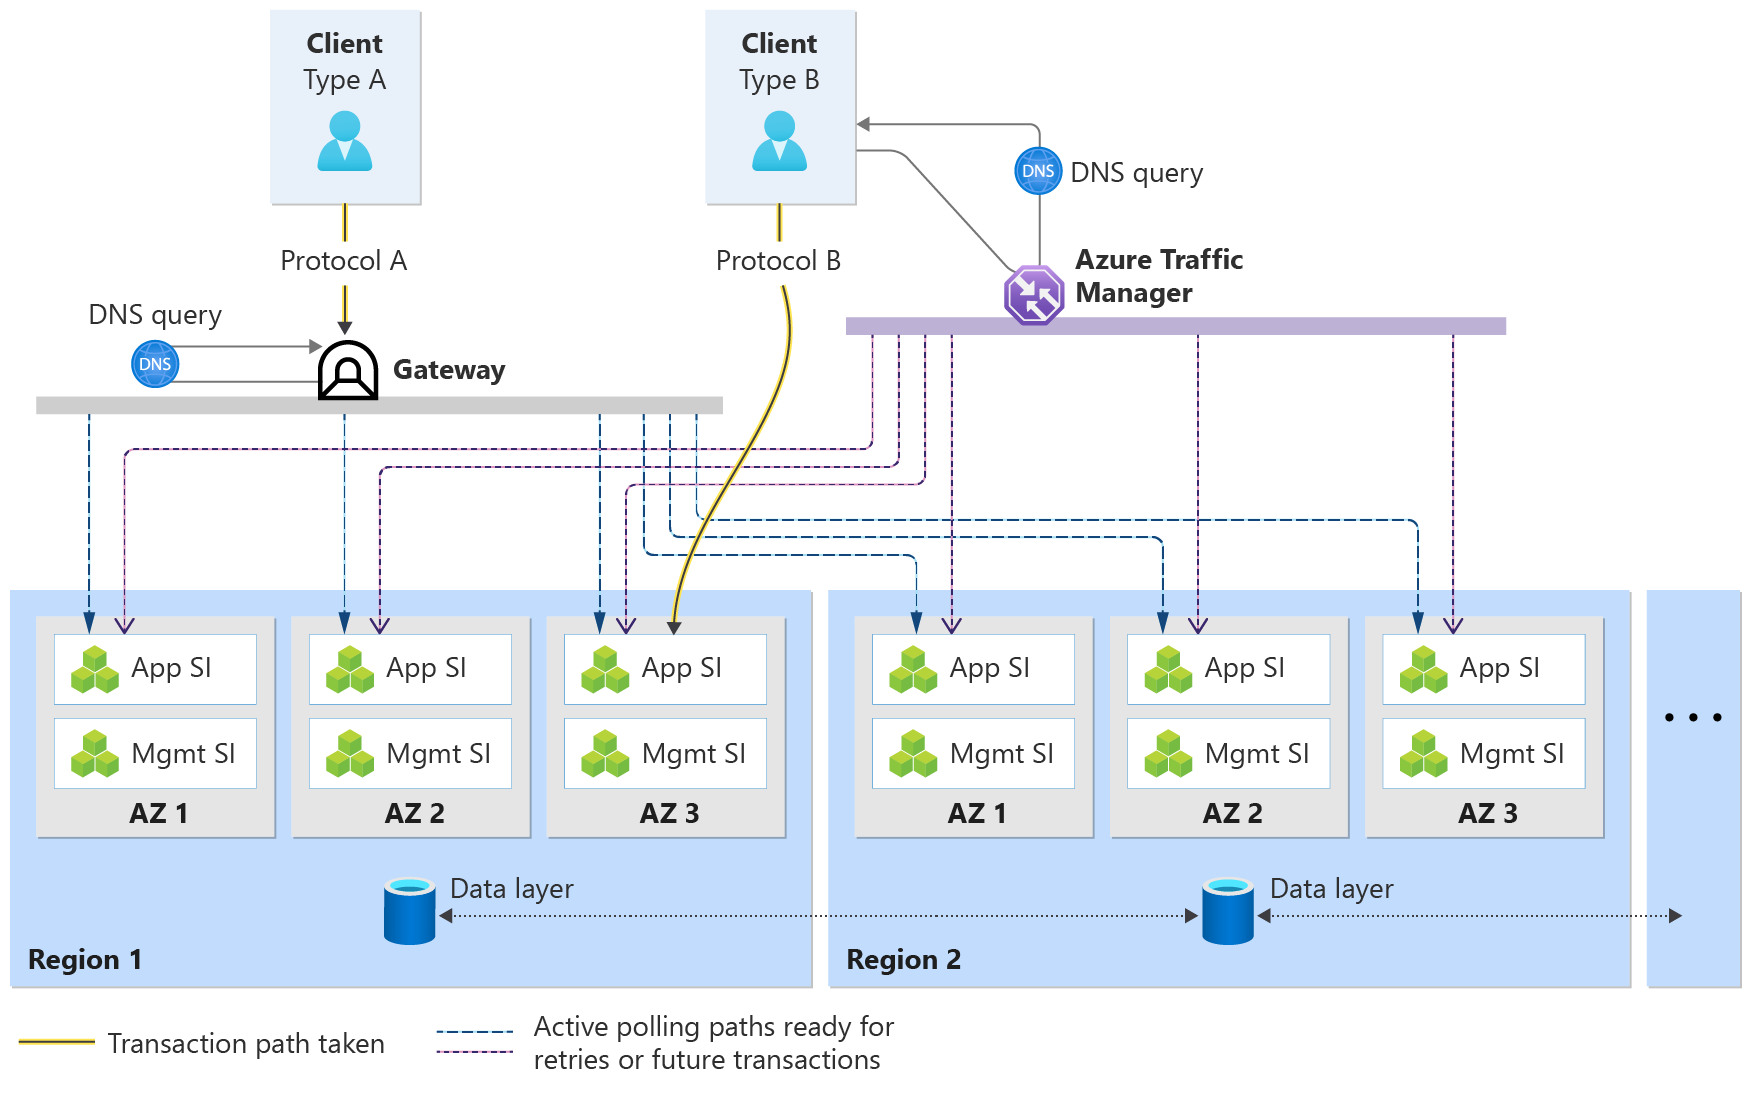 Client
Type A
Client
Type B
DNS
DNS query
Protocol A
Protocol B
Azure Traffic
Manager
DNS query
DNS
Gateway
App SI
App SI
App SI
App SI
App SI
App SI
Mgmt SI
Mgmt SI
Mgmt SI
Mgmt SI
Mgmt SI
Mgmt SI
AZ 1
AZ 2
AZ 3
AZ 1
AZ 2
AZ 3
Data layer
Data layer
Region 1
Region 2
Transaction path taken
Active polling paths ready for
retries or future transactions